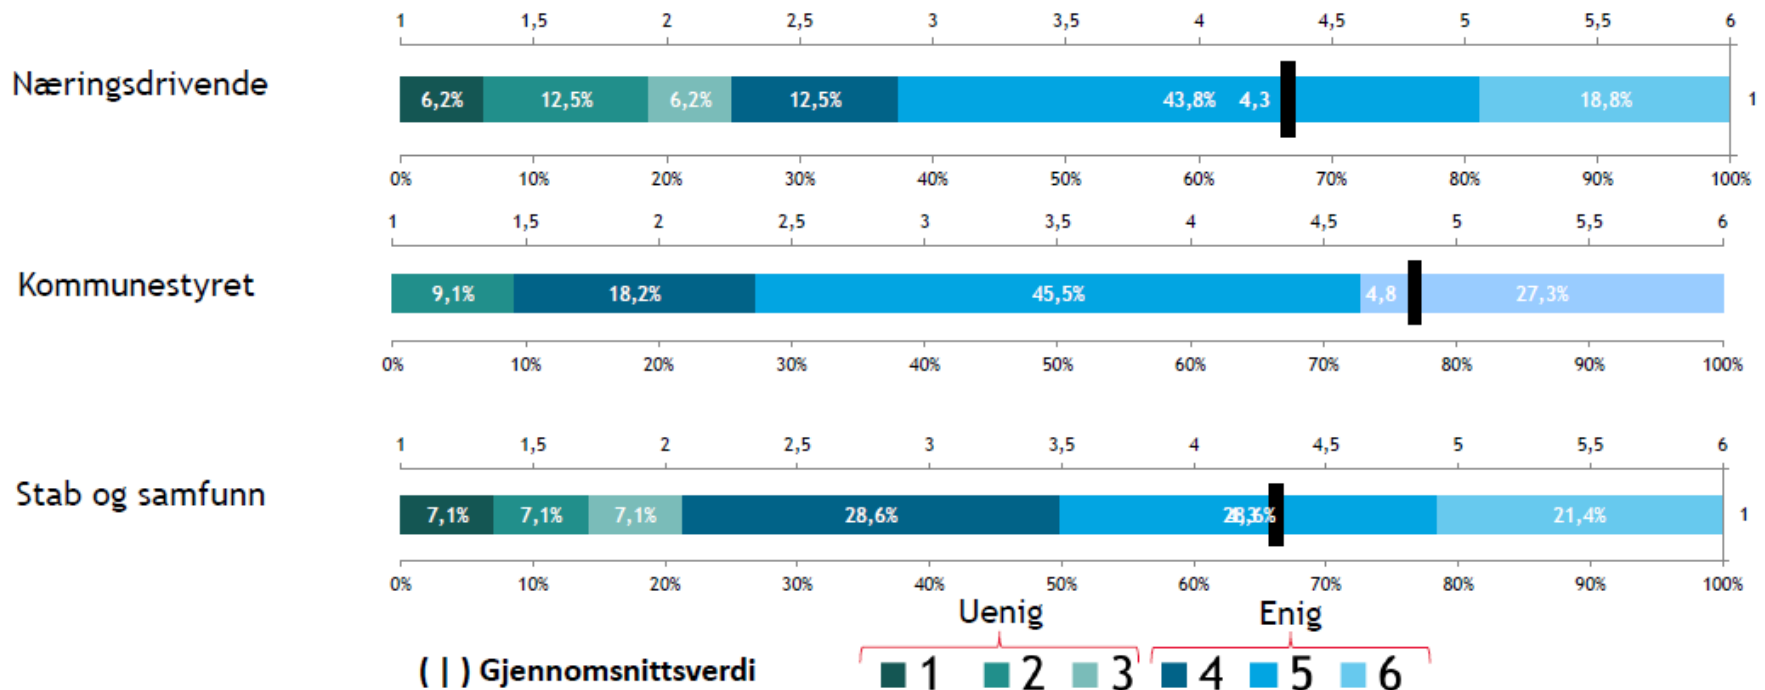 1 1,5 2 2,5 3 3,5 4 4,5 5 5,5 6
Næringsdrivende
6,2% 12,5% 6,2% 12,5% 43,8% 4,3 18,8% 1
0% 10% 20% 30% 40% 50% 60% 70% 80% 90% 100%
1 1,5 2 2,5 3 3,5 4 4,5 5 5,5 6
Kommunestyret
9,1% 18,2% 45,5% 4,8 27,3%
0% 10% 20% 30% 40% 50% 60% 70% 80% 90% 100%
1 1,5 2 2,5 3 3,5 4 4,5 5 5,5 6
Stab og samfunn
7,1% 7,1% 7,1% 28,6% 28,6% 4,3 21,4% 1
0% 10% 20% 30% 40% 50% 60% 70% 80% 90% 100%
Uenig Enig
( | ) Gjennomsnittsverdi 1 2 3 4 5 6